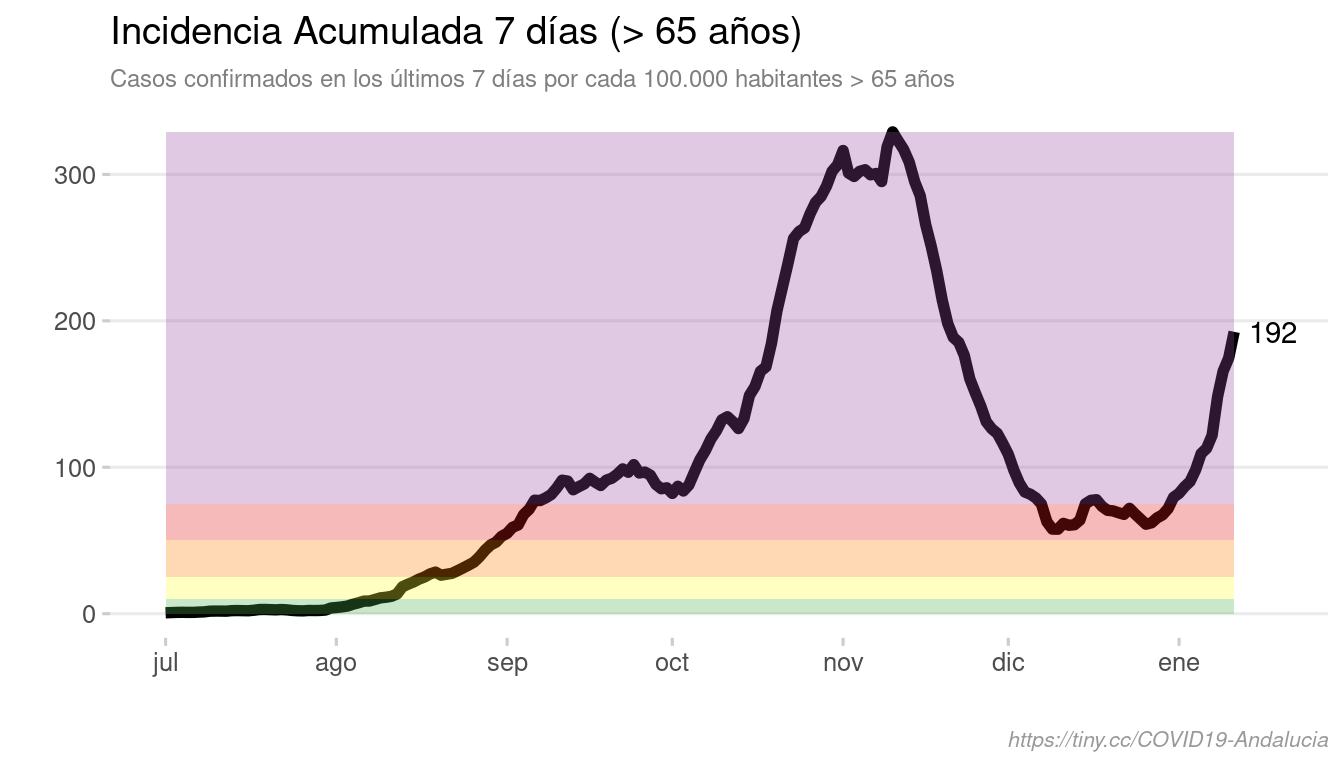 Incidencia Acumulada 7 días (> 65 años)
Casos confirmados en los últimos 7 días por cada 100.000 habitantes > 65 años
300
200
192
100
0
jul ago sep oct nov dic ene
https://tiny.cc/COVID19-Andalucia